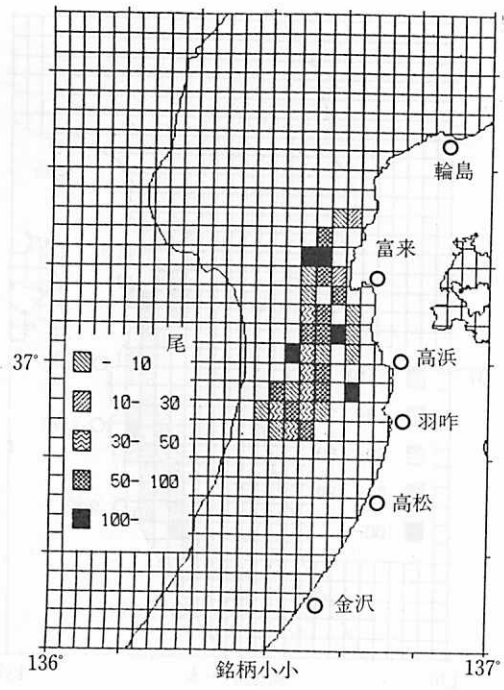 輪島
富来
尾
- 10
37°
高浜
10- 30
羽咋
30- 50
50- 100
高松
100-
金沢
136°
銘柄小小
137°